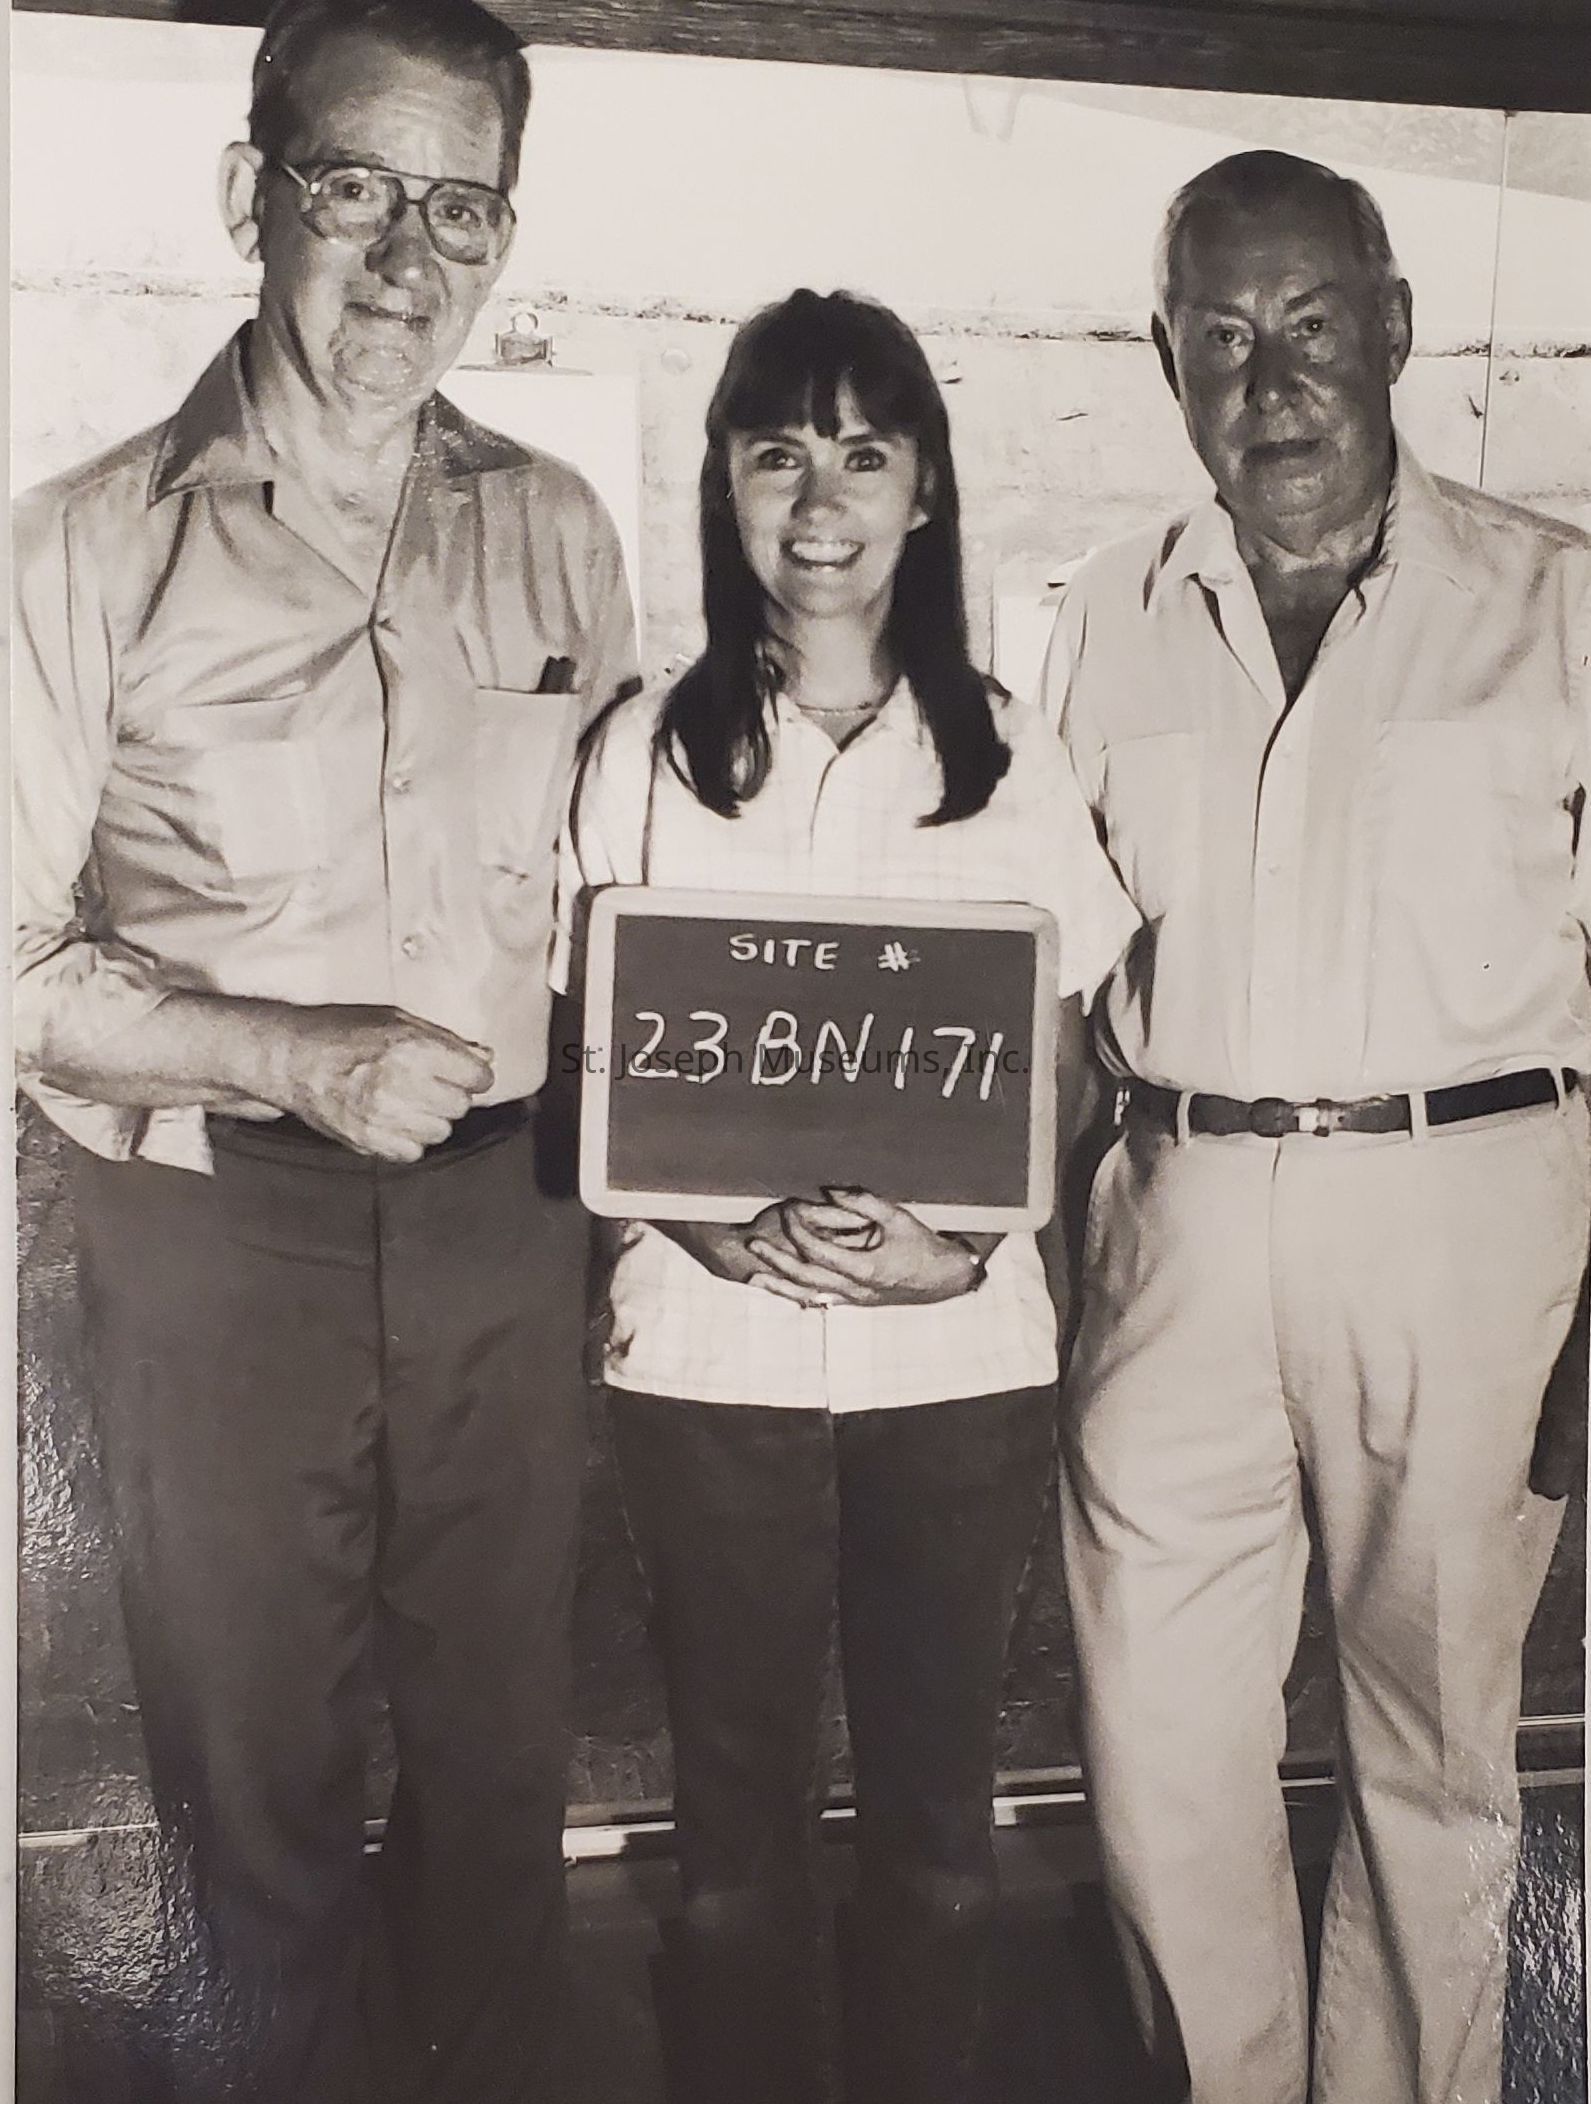 SITE #
23BN171
St. Joseph Museums, Inc.